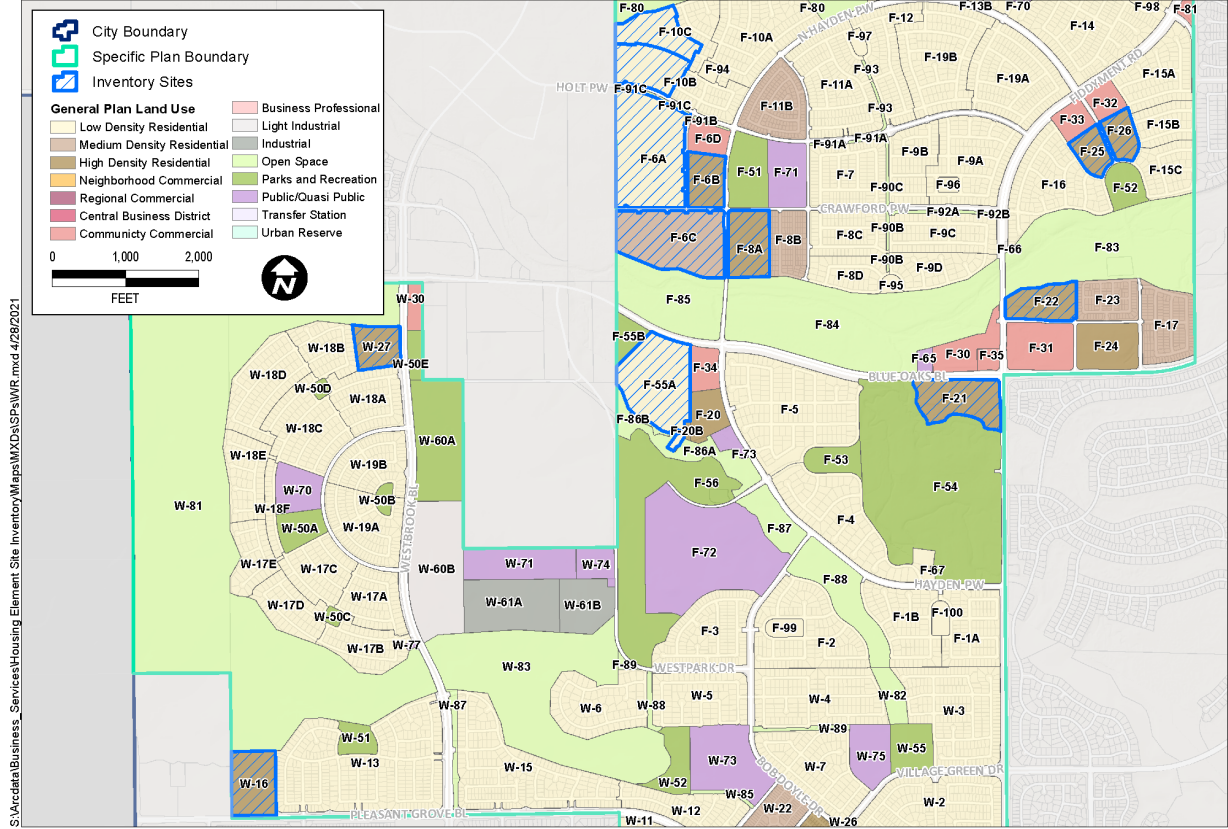 City Boundary
Specific Plan Boundary
Inventory Sites
General Plan Land Use
Low Density Residential
Medium Density Residential
High Density Residential
Neighborhood Commercial
Regional Commercial
Central Business District
Communicty Commercial
Business Professional
Light Industrial
Industrial
Open Space
Parks and Recreation
Public/Quasi Public
Transfer Station
Urban Reserve
0 1,000 2,000
FEET
N
S:\Arcdata\Business_Services\Housing Element Site Inventory\Maps\MXDs\SPs\WR.mxd 4/28/2021
F-80 F-80 F-13B F-70 F-98 F-81
F-10C F-10A N HAYDEN PW F-12 F-14
F-97 F-19B FIDDYMENT RD
F-94 F-93 F-19A F-15A
HOLT PW F-91C F-10B F-11A
F-91C F-11B F-93 F-32
F-91B F-33 F-26 F-15B
F-6D F-91A F-91A F-9B F-25
F-6A F-9A
F-6B F-51 F-71 F-7 F-90C F-96 F-16 F-52 F-15C
CRAWFORD PW F-92A F-92B
F-6C F-8A F-8B F-8C F-90B F-9C F-66 F-83
F-90B F-9D
F-8D F-95
W-30 F-85 F-22 F-23
F-84 F-17
W-27 F-55B F-31 F-24
W-18B W-50E F-34 F-65 F-30 F-35
W-18D BLUE OAKS BL
W-50D W-18A F-55A F-21
F-86B F-20 F-5
W-18C W-60A F-20B
W-18E F-86A F-73
W-19B F-53
W-70 F-56 F-54
W-81 W-18F W-50B
W-50A W-19A WESTBROOK BL F-4
F-87
W-17E W-17C W-60B W-71 W-74 F-72
F-88 F-67
HAYDEN PW
W-17D W-17A W-61A W-61B
W-50C F-1B F-100
F-3 F-99 F-2 F-1A
W-17B W-77
W-83 F-89 WESTPARK DR
W-5 W-4 W-82
W-87 W-6 W-88 W-3
W-89
W-51 W-55
W-13 W-15 W-73 W-7 W-75
W-16 W-52 BOB DOYLE DR VILLAGE GREEN DR
W-85
PLEASANT GROVE BL W-12 W-22 W-2
W-11 W-26